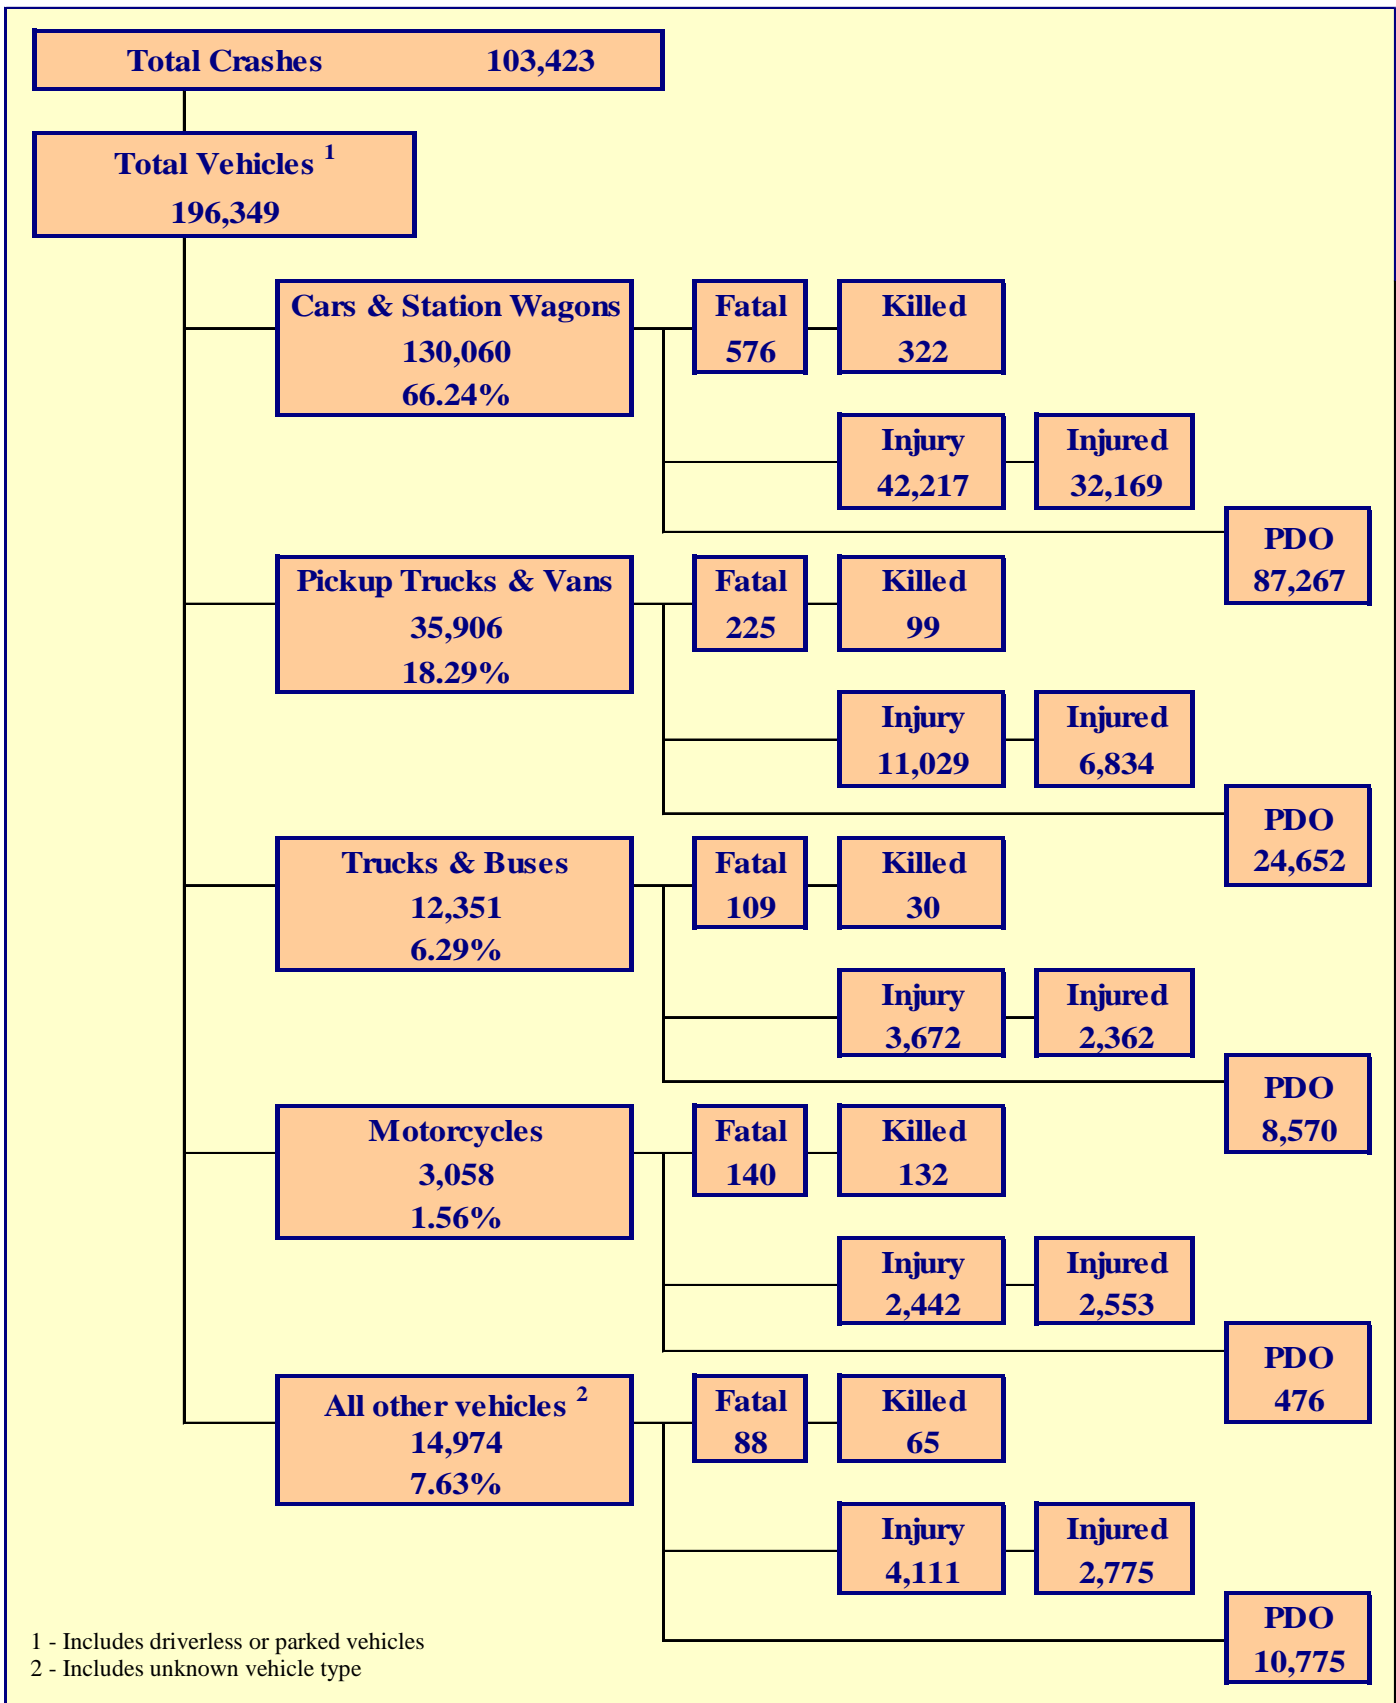 Total Crashes 103,423
Total Vehicles 1
196,349
Cars & Station Wagons
130,060
66.24%
Fatal
576
Killed
322
Injury
42,217
Injured
32,169
PDO
87,267
Pickup Trucks & Vans
35,906
18.29%
Fatal
225
Killed
99
Injury
11,029
Injured
6,834
PDO
24,652
Trucks & Buses
12,351
6.29%
Fatal
109
Killed
30
Injury
3,672
Injured
2,362
PDO
8,570
Motorcycles
3,058
1.56%
Fatal
140
Killed
132
Injury
2,442
Injured
2,553
PDO
476
All other vehicles 2
14,974
7.63%
Fatal
88
Killed
65
Injury
4,111
Injured
2,775
PDO
10,775
1 - Includes driverless or parked vehicles
2 - Includes unknown vehicle type